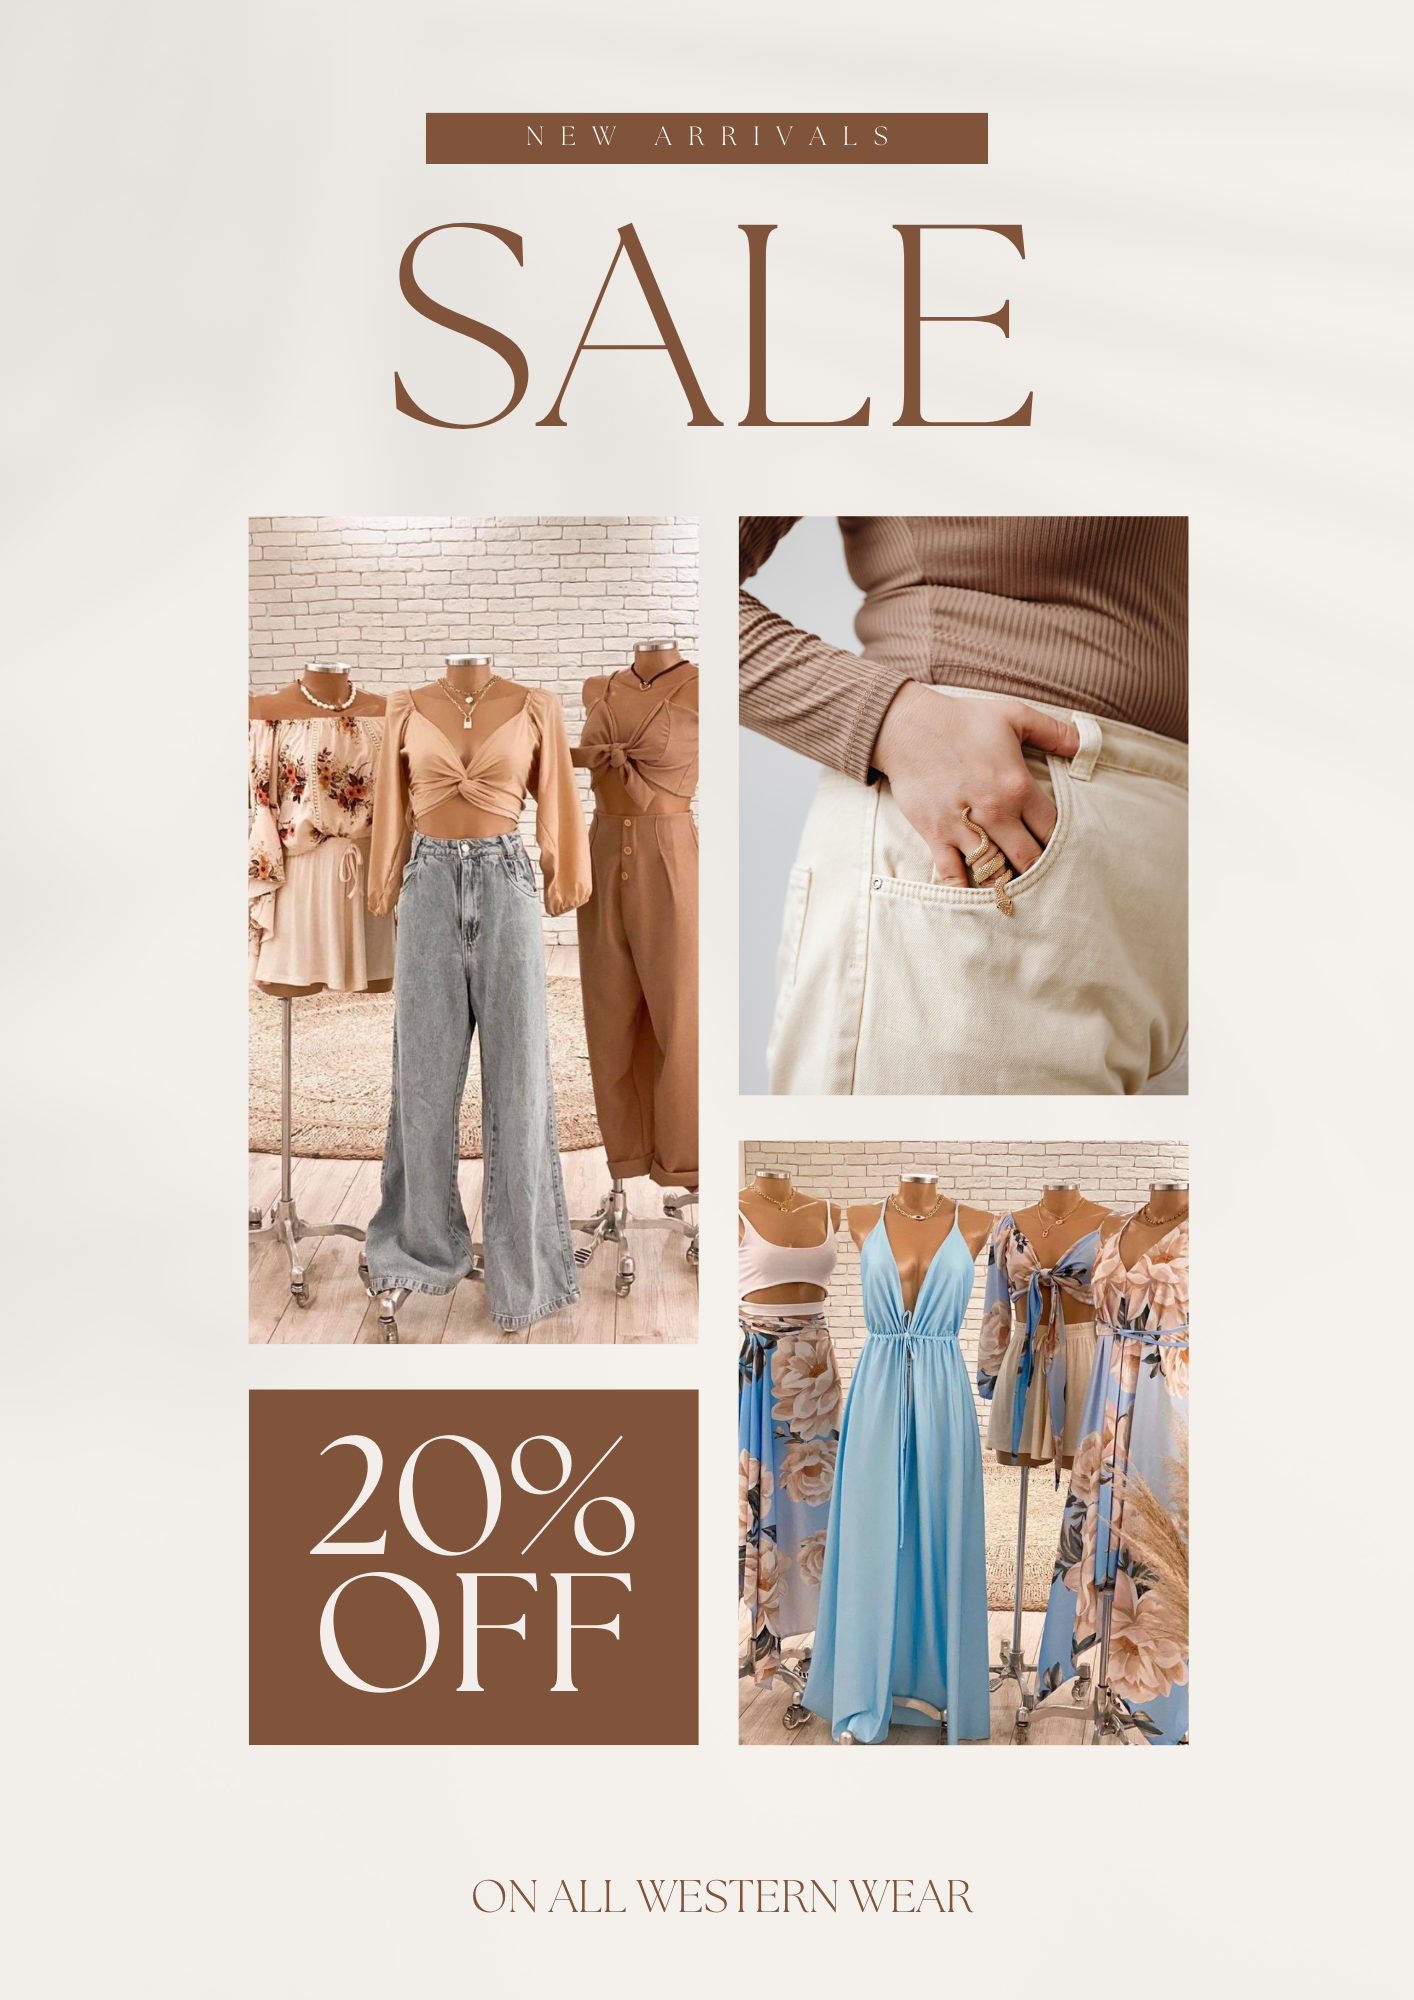 NEW ARRIVALS
SALE
20%
OFF
ON ALL WESTERN WEAR